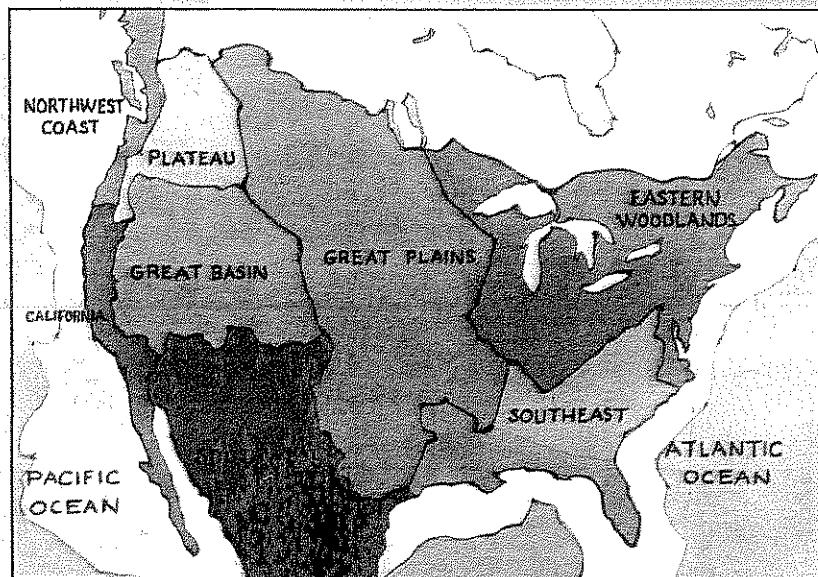 NORTHWEST
COAST
PLATEAU
EASTERN
WOODLANDS
GREAT BASIN
GREAT PLAINS
CALIFORNIA
SOUTHEAST
PACIFIC
OCEAN
ATLANTIC
OCEAN